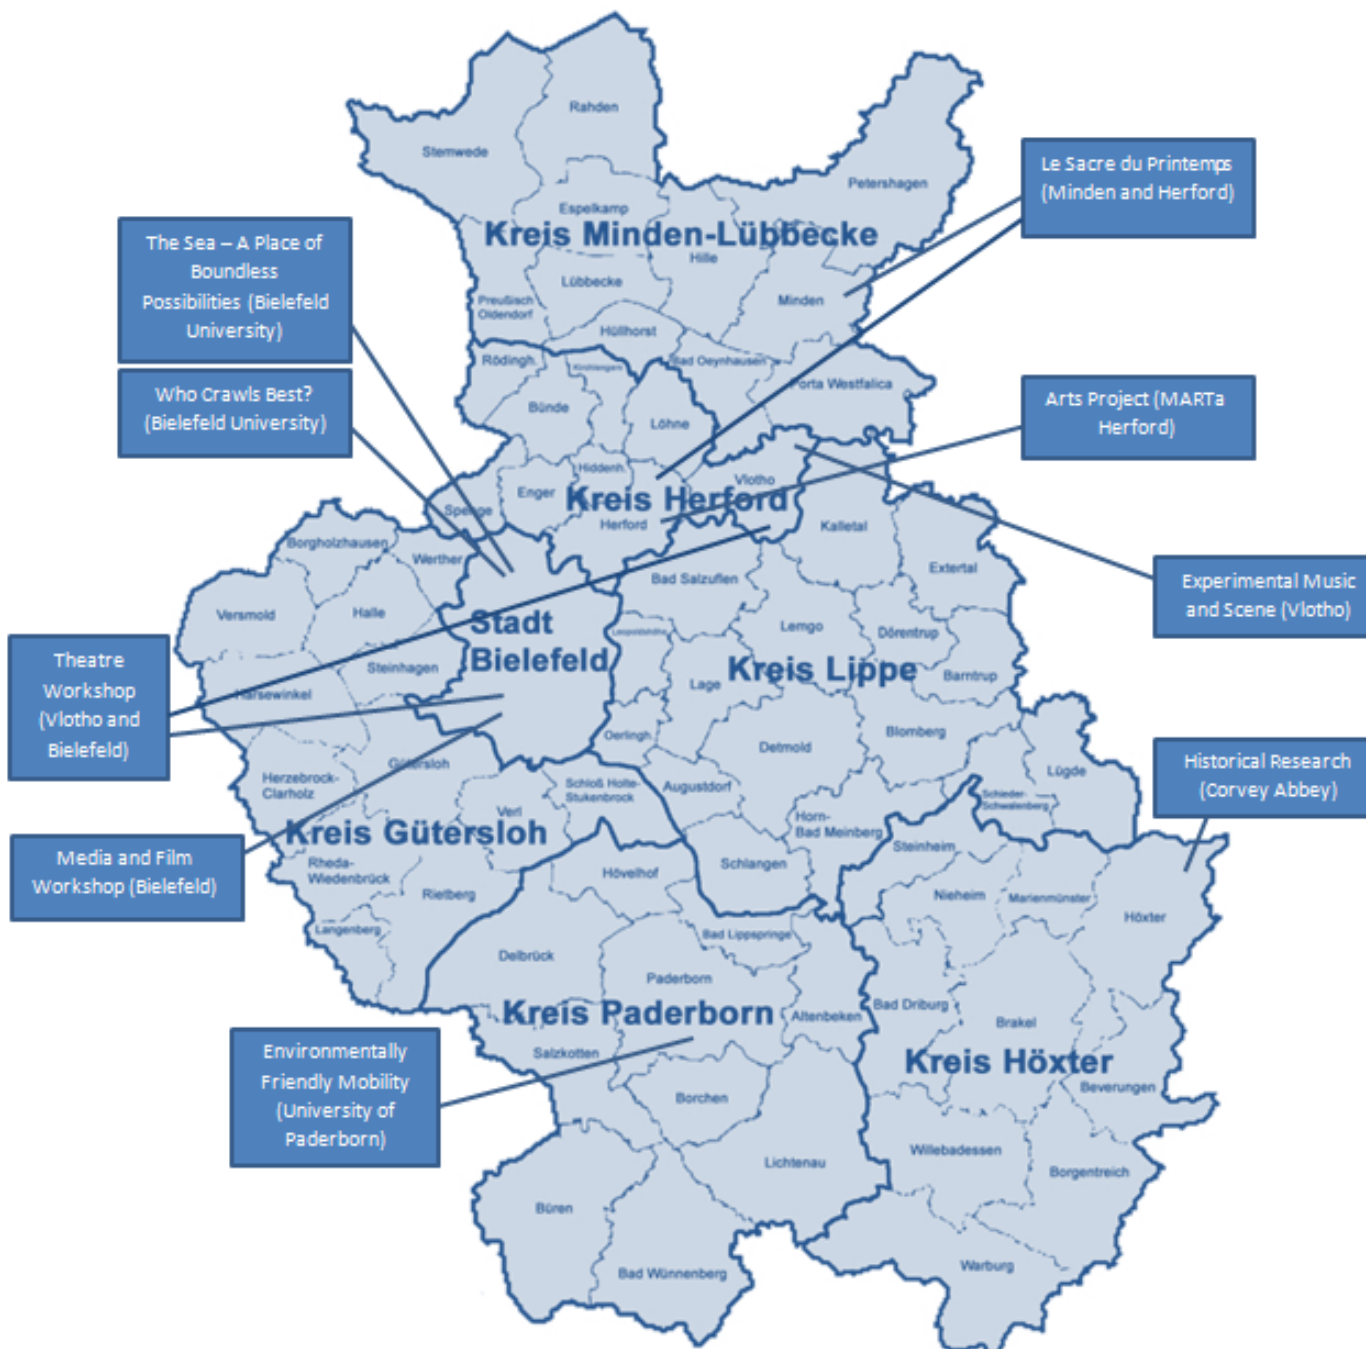 Rahden
Stemwede
Petershagen
Espelkamp
Kreis Minden-Lübbecke
Hille
Lübbecke
Minden
Preußisch
Oldendorf
Hüllhorst
Bad Oeynhausen
Rödingh.
Kirchlengern
Porta Westfalica
Bünde
Löhne
Hiddenh.
Vlotho
Enger
Kreis Herford
Spenge
Herford
Kalletal
Borgholzhausen
Werther
Bad Salzuflen
Extertal
Versmold
Halle
Stadt
Bielefeld
Leopoldshöhe
Lemgo
Dörentrup
Steinhagen
Kreis Lippe
Lage
Barntrup
Harsewinkel
Oerlingh.
Detmold
Blomberg
Gütersloh
Herzebrock-
Clarholz
Schloß Holte-
Stukenbrock
Augustdorf
Lügde
Schieder-
Schwalenberg
Verl
Kreis Gütersloh
Horn-
Bad Meinberg
Steinheim
Rheda-
Wiedenbrück
Rietberg
Hövelhof
Schlangen
Nieheim
Marienmünster
Höxter
Langenberg
Bad Lippspringe
Delbrück
Paderborn
Kreis Paderborn
Altenbeken
Bad Driburg
Brakel
Salzkotten
Kreis Höxter
Beverungen
Borchen
Willebadessen
Lichtenau
Borgentreich
Büren
Bad Wünnenberg
Warburg
The Sea – A Place of
Boundless
Possibilities (Bielefeld
University)
Who Crawls Best?
(Bielefeld University)
Theatre
Workshop
(Vlotho and
Bielefeld)
Media and Film
Workshop (Bielefeld)
Environmentally
Friendly Mobility
(University of
Paderborn)
Le Sacre du Printemps
(Minden and Herford)
Arts Project (MARTa
Herford)
Experimental Music
and Scene (Vlotho)
Historical Research
(Corvey Abbey)